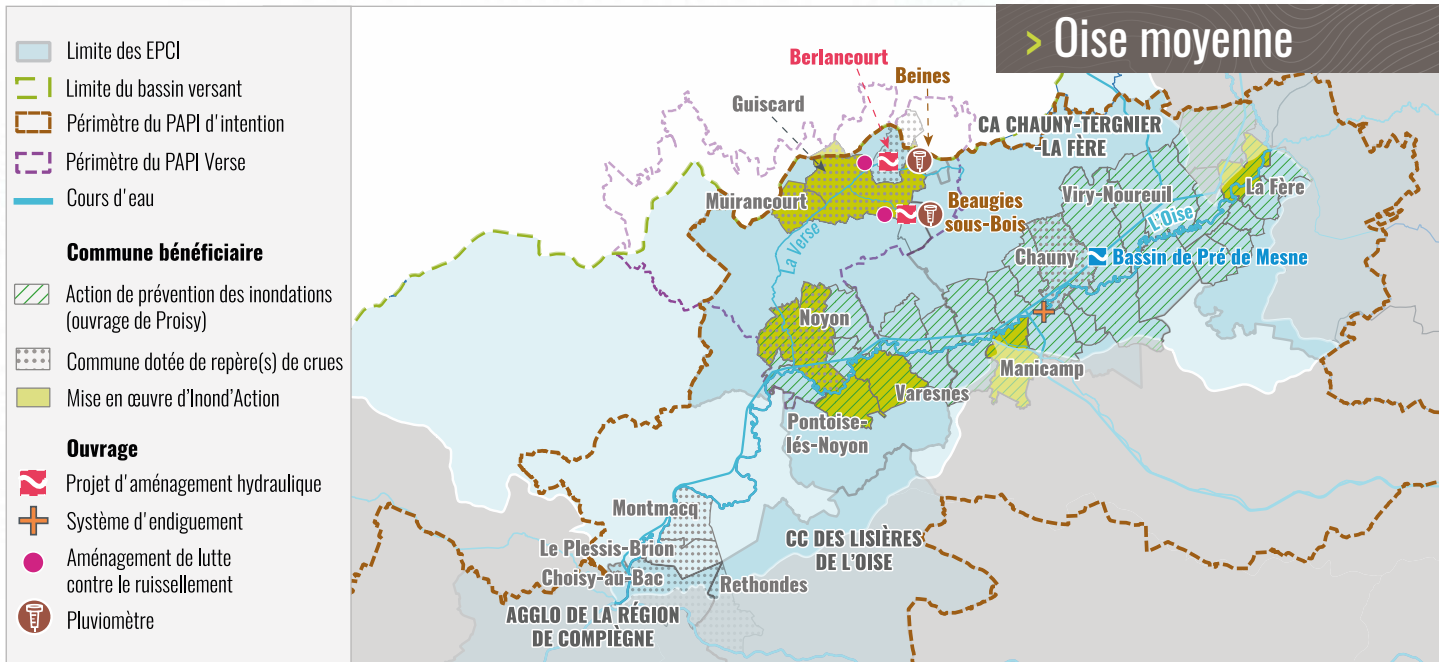 > Oise moyenne
Limite des EPCI
Limite du bassin versant
Périmètre du PAPI d'intention
Périmètre du PAPI Verse
Cours d'eau
Commune bénéficiaire
Action de prévention des inondations
(ouvrage de Proisy)
Commune dotée de repère(s) de crues
Mise en œuvre d'Inond'Action
Ouvrage
Projet d'aménagement hydraulique
Système d'endiguement
Aménagement de lutte
contre le ruissellement
Pluviomètre
Berlancourt
Beines
Guiscard
CA CHAUNY-TERGNIER
-LA FÈRE
Muirancourt
Viry-Noureuil
La Fère
Beaugies
sous-Bois
L'Oise
La Verse
Chauny
Bassin de Pré de Mesne
Noyon
Manicamp
Varesnes
Pontoise-
lés-Noyon
Montmacq
CC DES LISIÈRES
DE L'OISE
Le Plessis-Brion
Choisy-au-Bac
Rethondes
AGGLO DE LA RÉGION
DE COMPIÈGNE